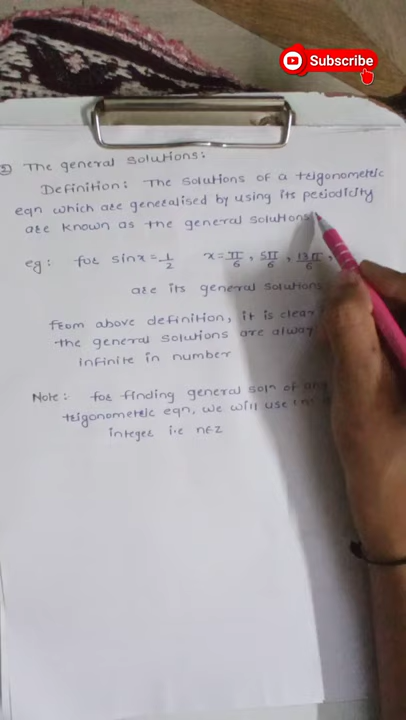 Subscribe
2) The general solutions:
Definition: The solutions of a trigonometric
eqn which are generalised by using its periodicity
are known as the general solutions
eg: for sinx = 1/2 x = π/6, 5π/6, 13π/6,
are its general solutions
From above definition, it is clear
the general solutions are alway
infinite in number
Note: for finding general soln of any
trigonometric eqn, we will use
integer i.e n∈Z